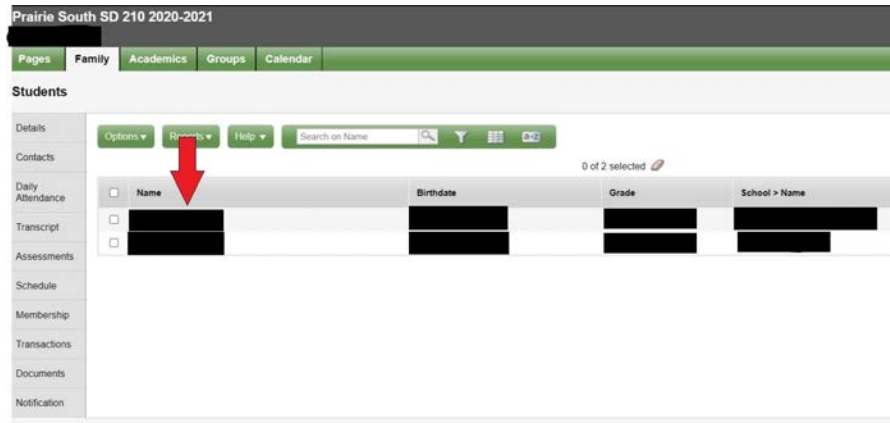 Prairie South SD 210 2020-2021
Pages Family Academics Groups Calendar
Students
Details
Options Reports Help Search on Name a-z
Contacts
0 of 2 selected
Daily Attendance
Name Birthdate Grade School > Name
Transcript
Assessments
Schedule
Membership
Transactions
Documents
Notification